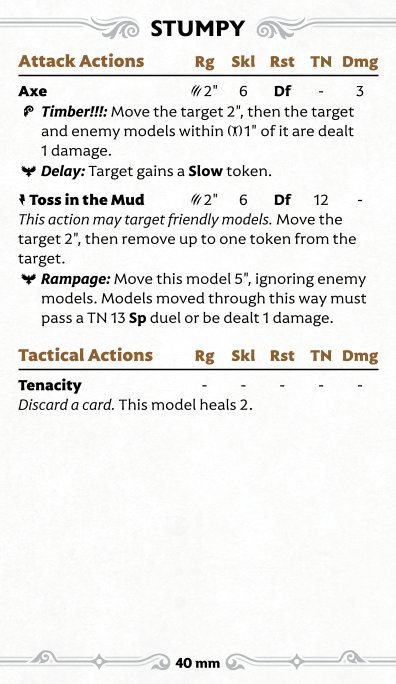 STUMPY
Attack Actions Rg Skl Rst TN Dmg
Axe 2" 6 Df - 3
Timber!!!: Move the target 2", then the target
and enemy models within 1" of it are dealt
1 damage.
Delay: Target gains a Slow token.
Toss in the Mud 2" 6 Df 12 -
This action may target friendly models. Move the
target 2", then remove up to one token from the
target.
Rampage: Move this model 5", ignoring enemy
models. Models moved through this way must
pass a TN 13 Sp duel or be dealt 1 damage.
Tactical Actions Rg Skl Rst TN Dmg
Tenacity - - - - -
Discard a card. This model heals 2.
40 mm